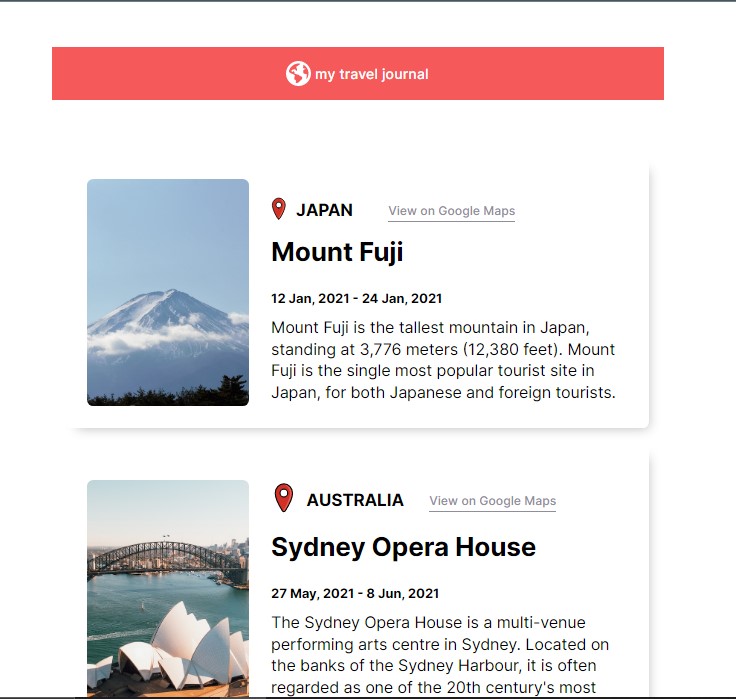 my travel journal
JAPAN View on Google Maps
Mount Fuji
12 Jan, 2021 - 24 Jan, 2021
Mount Fuji is the tallest mountain in Japan,
standing at 3,776 meters (12,380 feet). Mount
Fuji is the single most popular tourist site in
Japan, for both Japanese and foreign tourists.
AUSTRALIA View on Google Maps
Sydney Opera House
27 May, 2021 - 8 Jun, 2021
The Sydney Opera House is a multi-venue
performing arts centre in Sydney. Located on
the banks of the Sydney Harbour, it is often
regarded as one of the 20th century's most